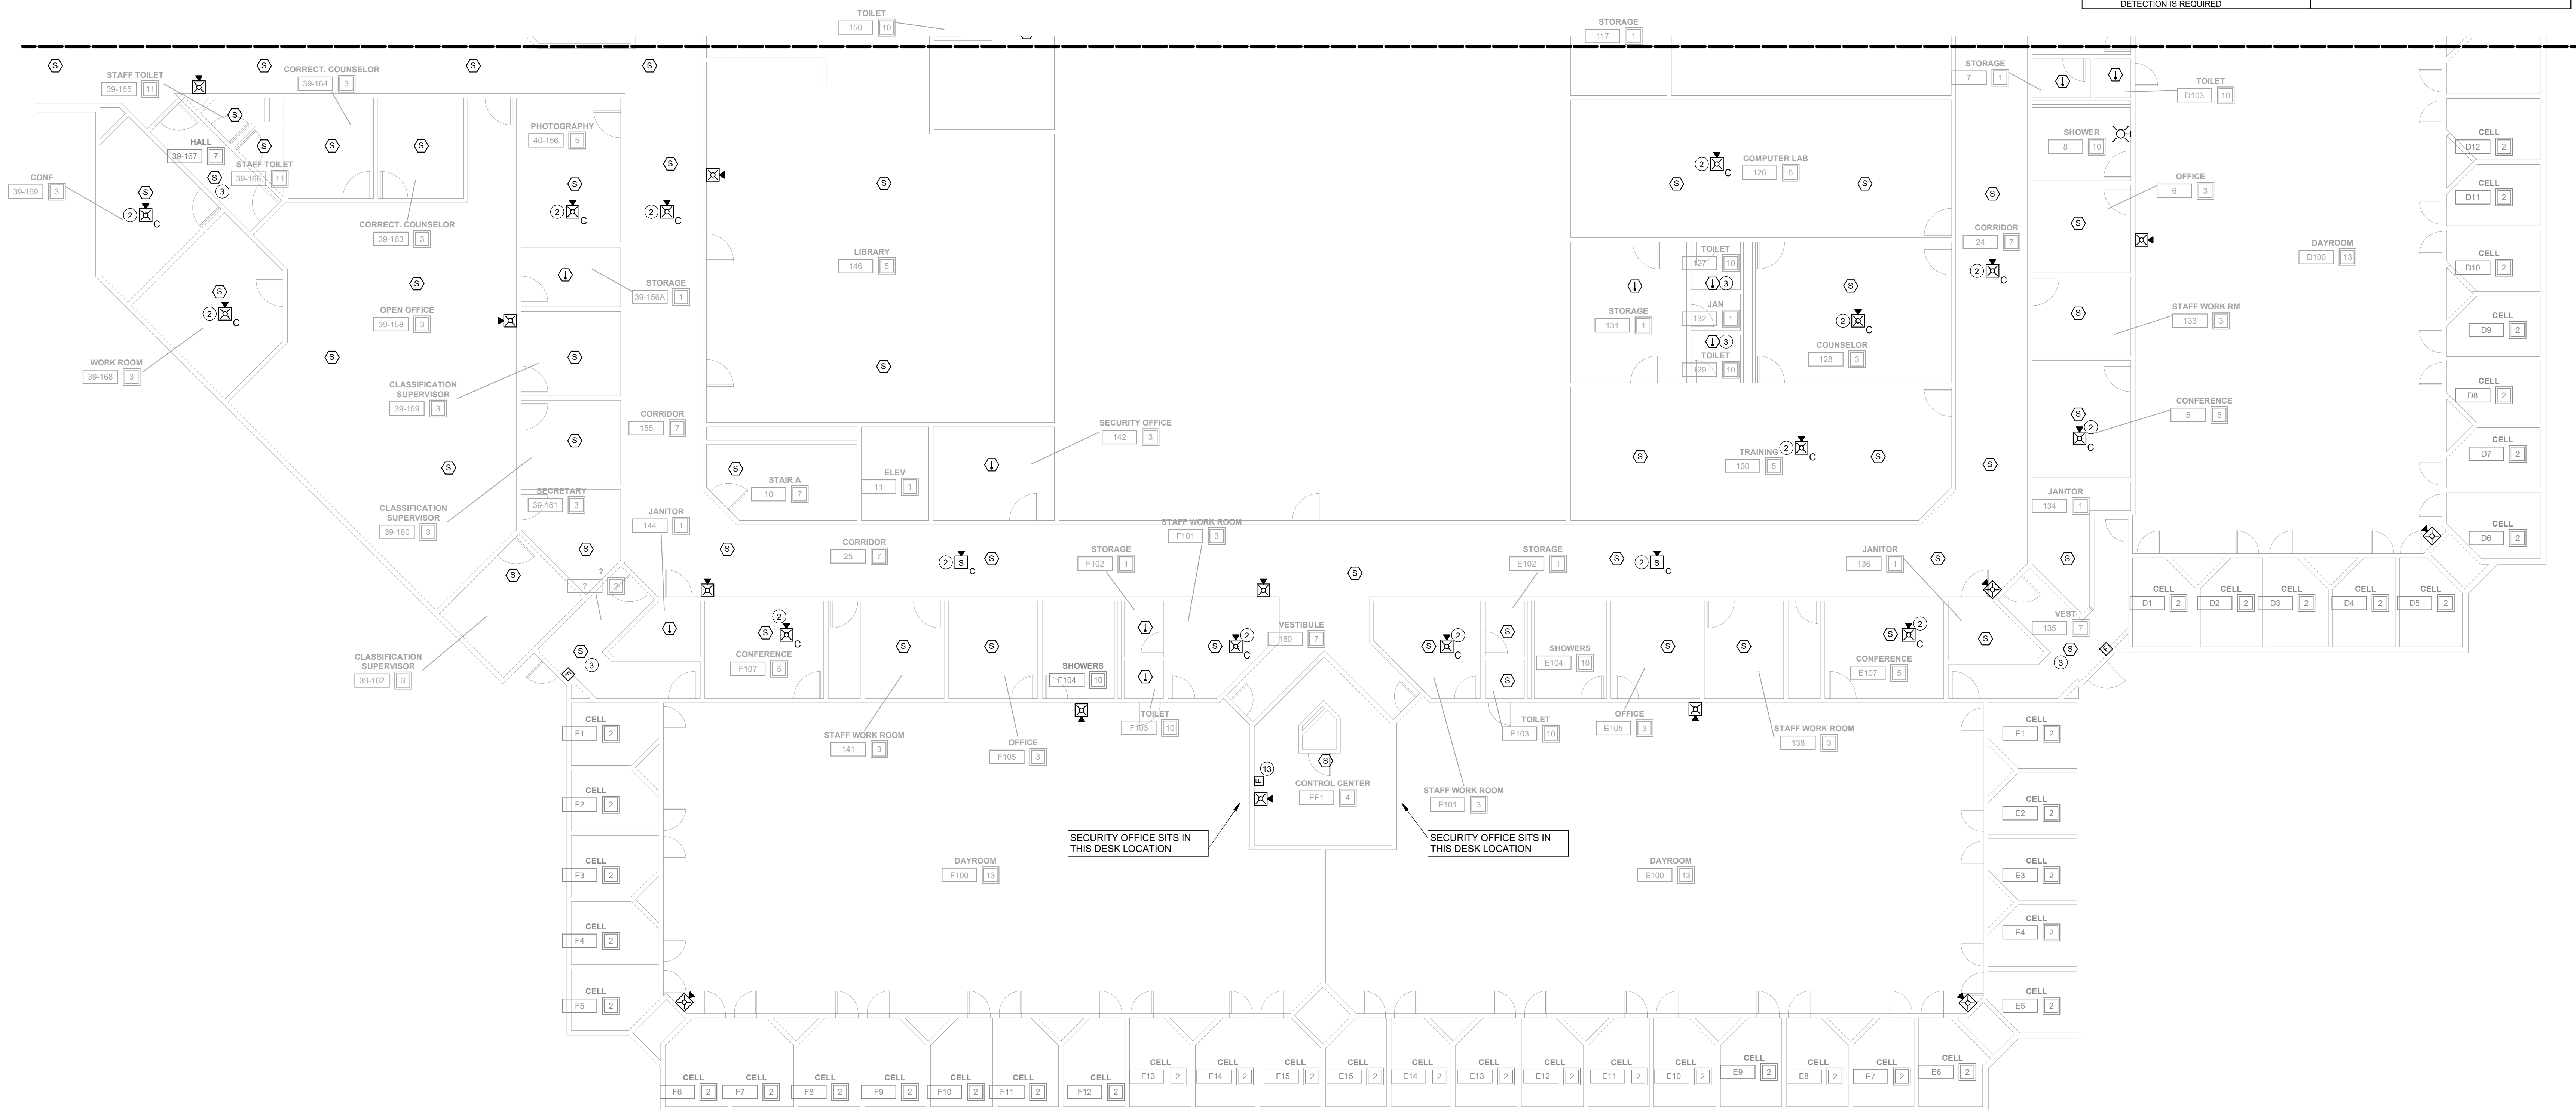 DETECTION IS REQUIRED
TOILET
150 10
STORAGE
117 1
STAFF TOILET
39-165 11
CORRECT. COUNSELOR
39-164 3
STORAGE
7 1
TOILET
D103 10
HALL
39-167 7
STAFF TOILET
39-166 11
PHOTOGRAPHY
40-156 5
COMPUTER LAB
126 5
SHOWER
8 10
CELL
D12 2
CONF
39-169 3
OFFICE
6 3
CELL
D11 2
CORRECT. COUNSELOR
39-163 3
LIBRARY
146 5
TOILET
127 10
CORRIDOR
24 7
DAYROOM
D100 13
CELL
D10 2
STORAGE
39-156A 1
OPEN OFFICE
39-158 3
STORAGE
131 1
JAN
132 1
COUNSELOR
128 3
STAFF WORK RM
133 3
CELL
D9 2
WORK ROOM
39-168 3
TOILET
129 10
CLASSIFICATION
SUPERVISOR
39-159 3
CELL
D8 2
CORRIDOR
155 7
SECURITY OFFICE
142 3
CONFERENCE
5 5
TRAINING
130 5
CELL
D7 2
STAIR A
10 7
ELEV
11 1
SECRETARY
39-161 3
CLASSIFICATION
SUPERVISOR
39-160 3
JANITOR
144 1
JANITOR
134 1
CELL
D6 2
STAFF WORK ROOM
F101 3
CORRIDOR
25 7
STORAGE
F102 1
STORAGE
E102 1
JANITOR
136 1
?
? ?
CELL
D1 2
CELL
D2 2
CELL
D3 2
CELL
D4 2
CELL
D5 2
VEST.
135 7
VESTIBULE
180 7
CONFERENCE
F107 5
SHOWERS
F104 10
SHOWERS
E104 10
CONFERENCE
E107 5
CLASSIFICATION
SUPERVISOR
39-162 3
CELL
F1 2
STAFF WORK ROOM
141 3
OFFICE
F105 3
TOILET
F103 10
TOILET
E103 10
OFFICE
E105 3
STAFF WORK ROOM
138 3
CELL
E1 2
CELL
F2 2
CONTROL CENTER
EF1 4
STAFF WORK ROOM
E101 3
CELL
E2 2
SECURITY OFFICE SITS IN
THIS DESK LOCATION
SECURITY OFFICE SITS IN
THIS DESK LOCATION
CELL
F3 2
DAYROOM
F100 13
DAYROOM
E100 13
CELL
E3 2
CELL
F4 2
CELL
E4 2
CELL
F5 2
CELL
E5 2
CELL
F6 2
CELL
F7 2
CELL
F8 2
CELL
F9 2
CELL
F10 2
CELL
F11 2
CELL
F12 2
CELL
F13 2
CELL
F14 2
CELL
F15 2
CELL
E15 2
CELL
E14 2
CELL
E13 2
CELL
E12 2
CELL
E11 2
CELL
E10 2
CELL
E9 2
CELL
E8 2
CELL
E7 2
CELL
E6 2